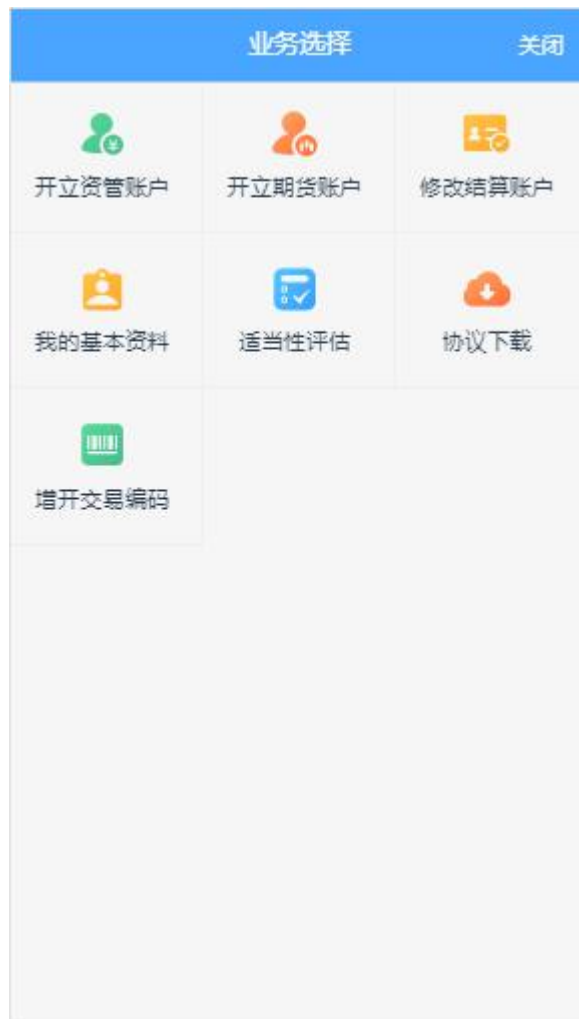 业务选择 关闭
开立资管账户 开立期货账户 修改结算账户
我的基本资料 适当性评估 协议下载
增开交易编码